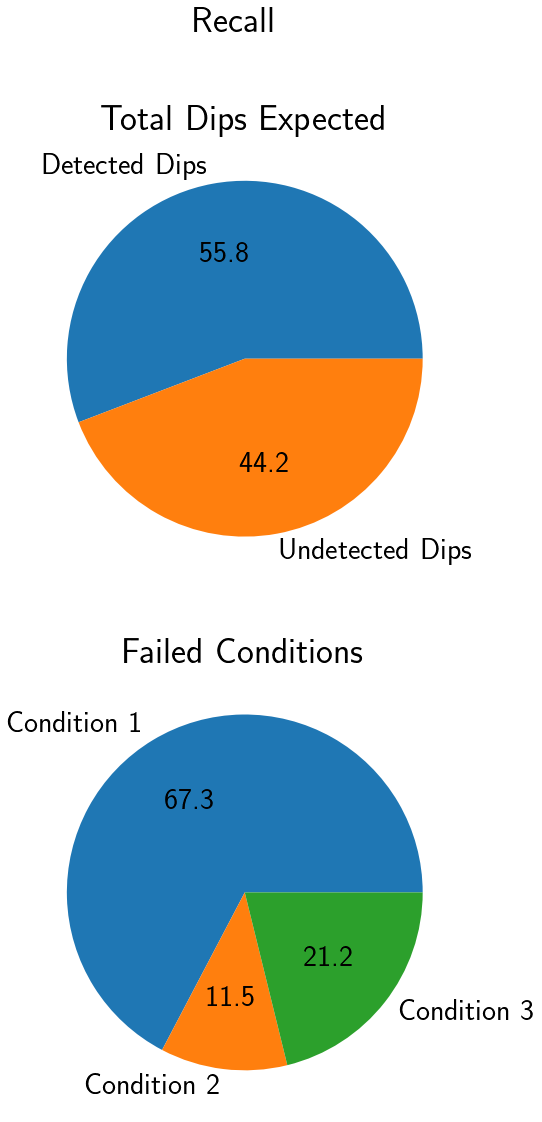 Recall
Total Dips Expected
Detected Dips
55.8
44.2
Undetected Dips
Failed Conditions
Condition 1
67.3
21.2
11.5
Condition 3
Condition 2